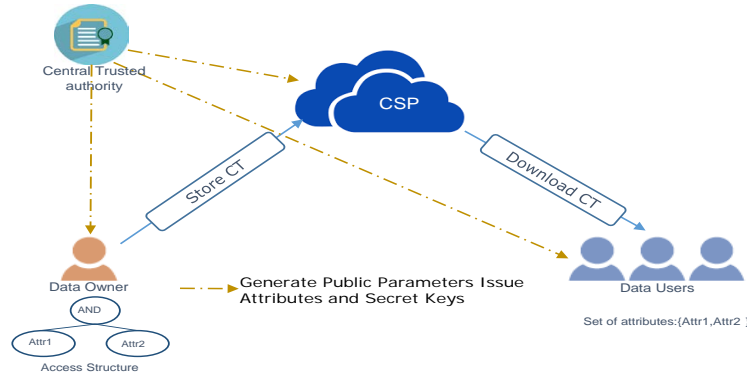 Central Trusted
authority
CSP
Store CT
Download CT
Data Owner
Generate Public Parameters Issue
Attributes and Secret Keys
Data Users
AND
Attr1
Attr2
Set of attributes:{Attr1,Attr2 }
Access Structure